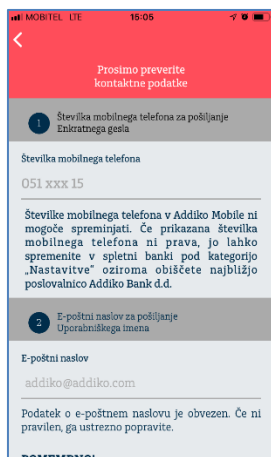 MOBITEL LTE 15:05
Prosimo preverite
kontaktne podatke
1 Številka mobilnega telefona za pošiljanje
Enkratnega gesla
Številka mobilnega telefona
051 xxx 15
Številke mobilnega telefona v Addiko Mobile ni
mogoče spreminjati. Če prikazana številka
mobilnega telefona ni prava, jo lahko
spremenite v spletni banki pod kategorijo
„Nastavitve” oziroma obiščete najbližjo
poslovalnico Addiko Bank d.d.
2 E-poštni naslov za pošiljanje
Uporabniškega imena
E-poštni naslov
addiko@addiko.com
Podatek o e-poštnem naslovu je obvezen. Če ni
pravilen, ga ustrezno popravite.
POMEMBNO!